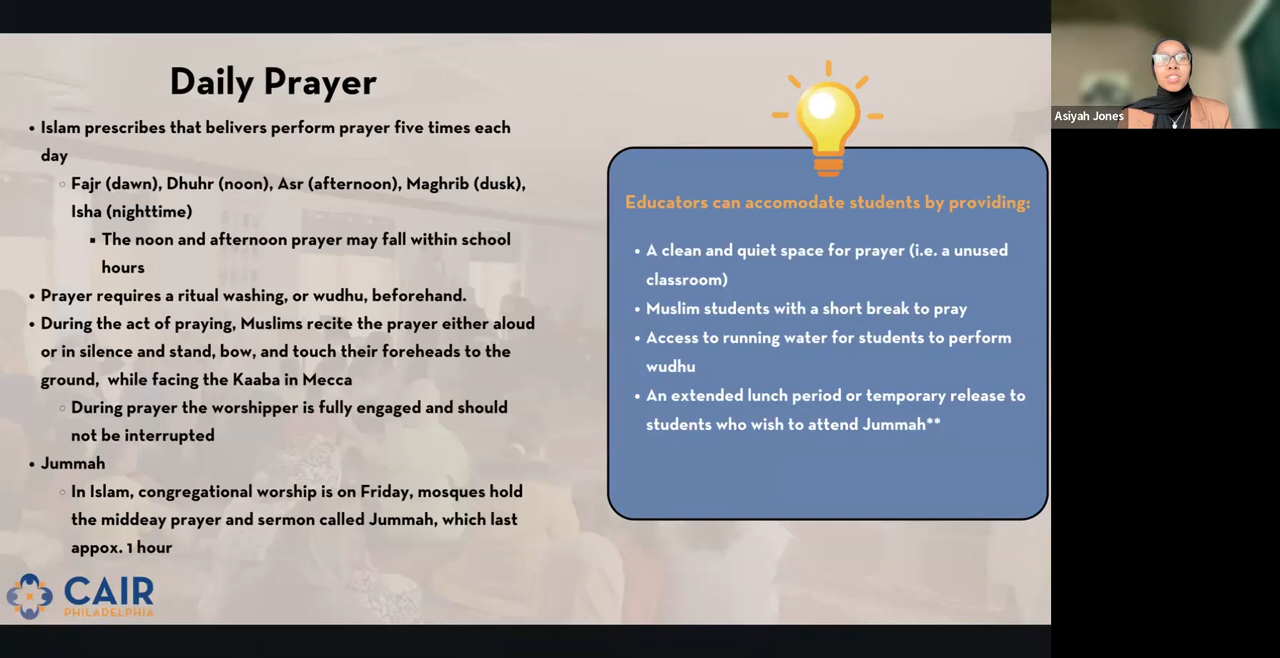 Daily Prayer
• Islam prescribes that belivers perform prayer five times each
day
◦ Fajr (dawn), Dhuhr (noon), Asr (afternoon), Maghrib (dusk),
Isha (nighttime)
▪ The noon and afternoon prayer may fall within school
hours
• Prayer requires a ritual washing, or wudhu, beforehand.
• During the act of praying, Muslims recite the prayer either aloud
or in silence and stand, bow, and touch their foreheads to the
ground, while facing the Kaaba in Mecca
◦ During prayer the worshipper is fully engaged and should
not be interrupted
• Jummah
◦ In Islam, congregational worship is on Friday, mosques hold
the middeay prayer and sermon called Jummah, which last
appox. 1 hour
CAIR
PHILADELPHIA
Educators can accomodate students by providing:
• A clean and quiet space for prayer (i.e. a unused
classroom)
• Muslim students with a short break to pray
• Access to running water for students to perform
wudhu
• An extended lunch period or temporary release to
students who wish to attend Jummah**
Asiyah Jones